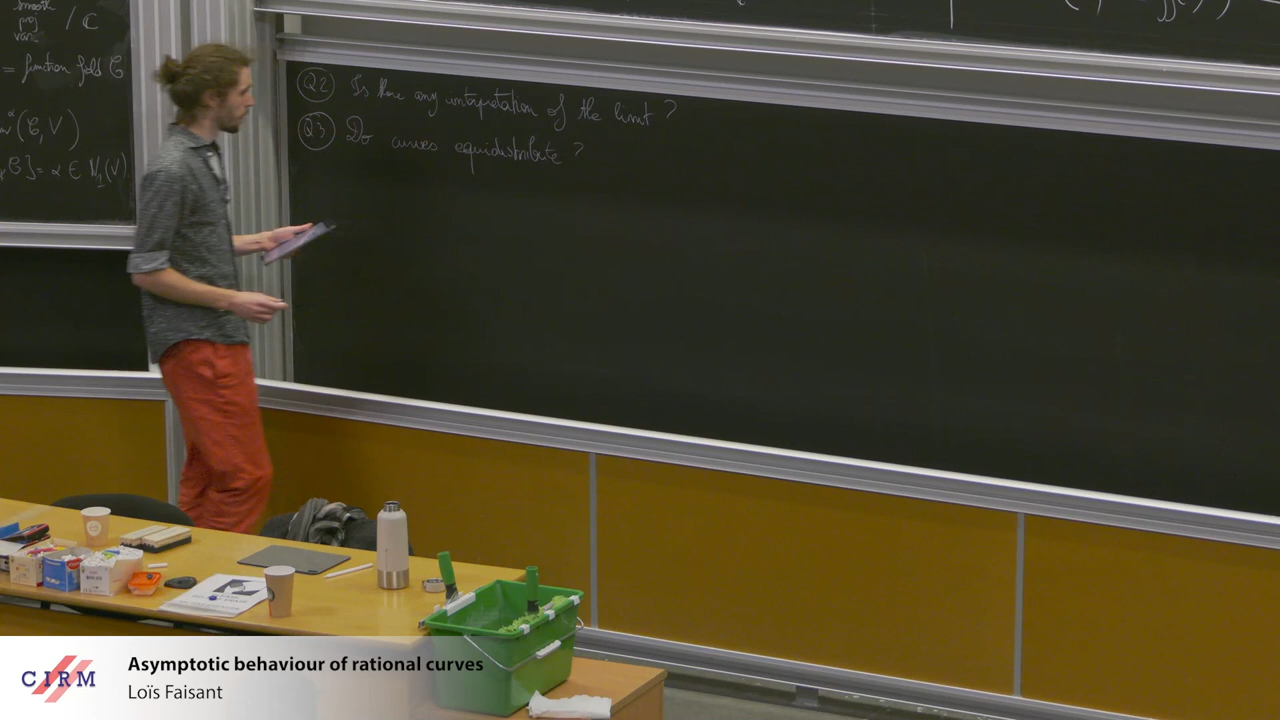 smooth
proj / C
var.
= function field C
(C, V)
C] = α ∈ N₁(V)
Q2 Is there any interpretation of the limit ?
Q3 Do curves equidistribute ?
CIRM
Asymptotic behaviour of rational curves
Loïs Faisant